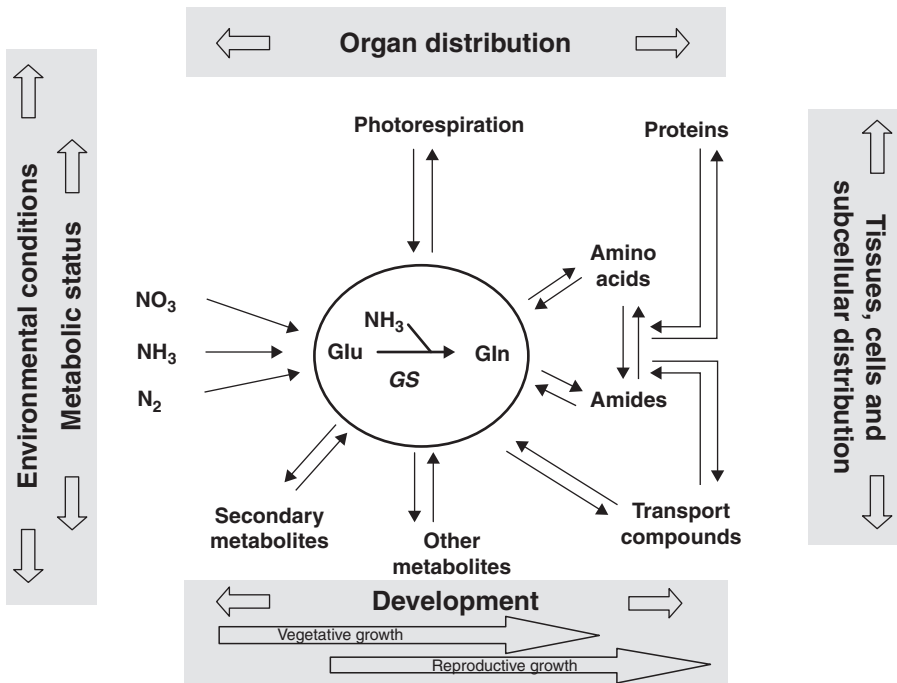 Organ distribution
Environmental conditions
Metabolic status
Photorespiration
Proteins
Amino
acids
NO3
NH3
N2
NH3
Glu
Gln
GS
Amides
Secondary
metabolites
Other
metabolites
Transport
compounds
Tissues, cells and
subcellular distribution
Development
Vegetative growth
Reproductive growth